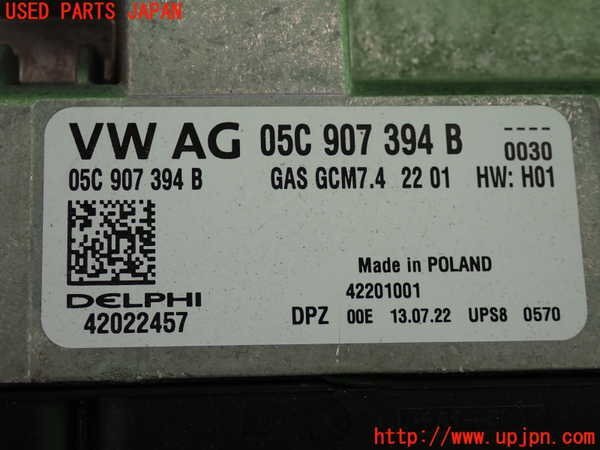 USED PARTS JAPAN
VW AG 05C 907 394 B ----
0030
05C 907 394 B GAS GCM7.4 22 01 HW: H01
Made in POLAND
DELPHI 42201001
42022457 DPZ 00E 13.07.22 UPS8 0570
http://www.upjpn.com/